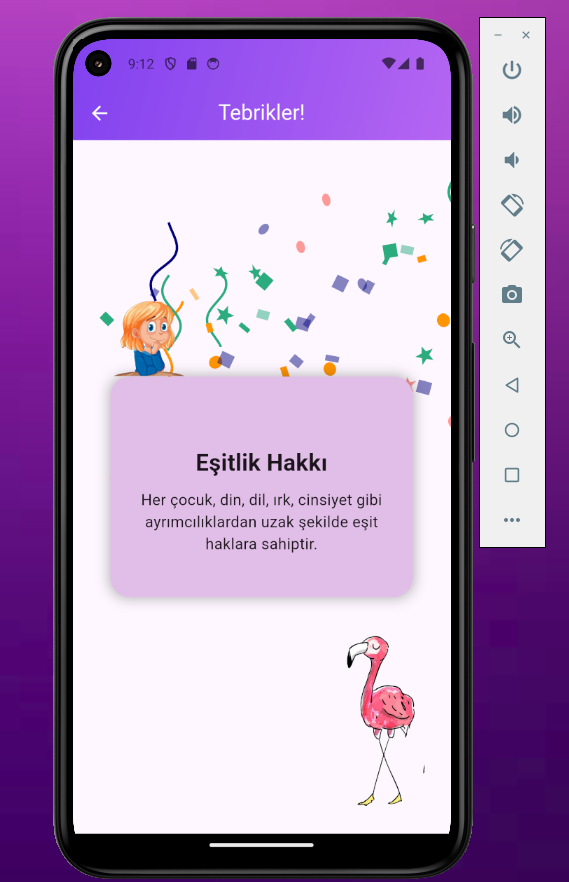 9:12
Tebrikler!
Eşitlik Hakkı
Her çocuk, din, dil, ırk, cinsiyet gibi
ayrımcılıklardan uzak şekilde eşit
haklara sahiptir.